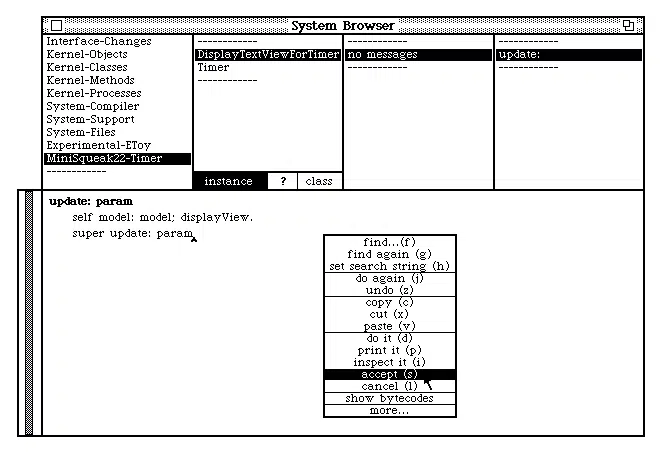 System Browser
Interface-Changes
Kernel-Objects
Kernel-Classes
Kernel-Methods
Kernel-Processes
System-Compiler
System-Support
System-Files
Experimental-EToy
MiniSqueak22-Timer
------------
------------
DisplayTextViewForTimer
Timer
------------
instance ? class
------------
no messages
------------
------------
update:
------------
update: param
self model: model; displayView.
super update: param
find...(f)
find again (g)
set search string (h)
do again (j)
undo (z)
copy (c)
cut (x)
paste (v)
do it (d)
print it (p)
inspect it (i)
accept (s)
cancel (l)
show bytecodes
more...